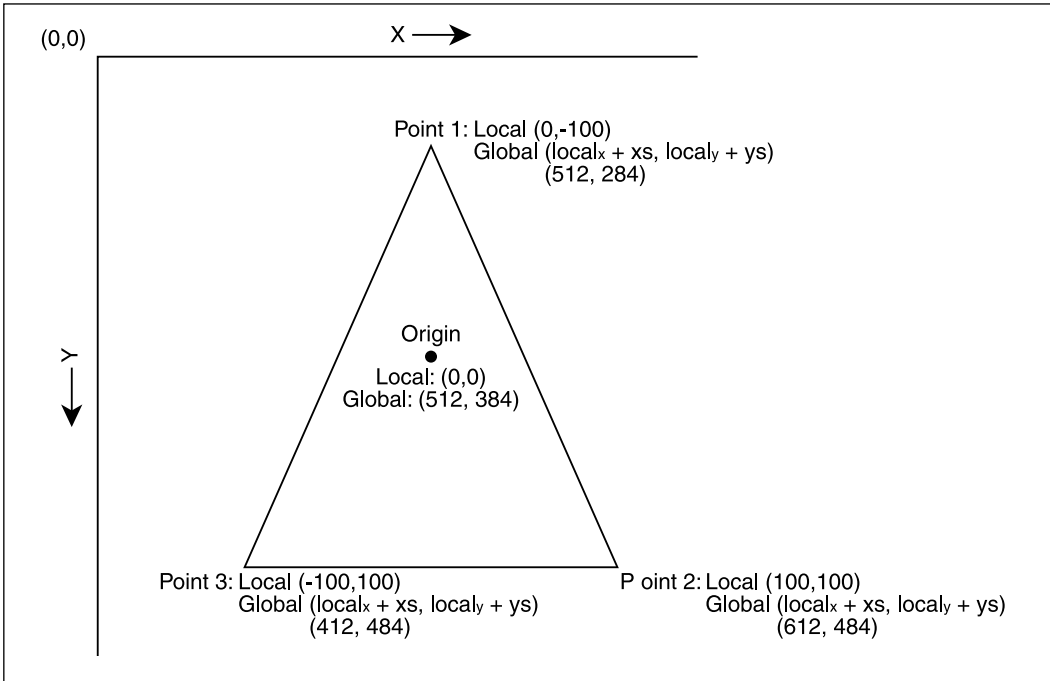 (0,0)
X
Point 1: Local (0,-100)
Global (localx + xs, localy + ys)
(512, 284)
Y
Origin
Local: (0,0)
Global: (512, 384)
Point 3: Local (-100,100)
Global (localx + xs, localy + ys)
(412, 484)
P oint 2: Local (100,100)
Global (localx + xs, localy + ys)
(612, 484)